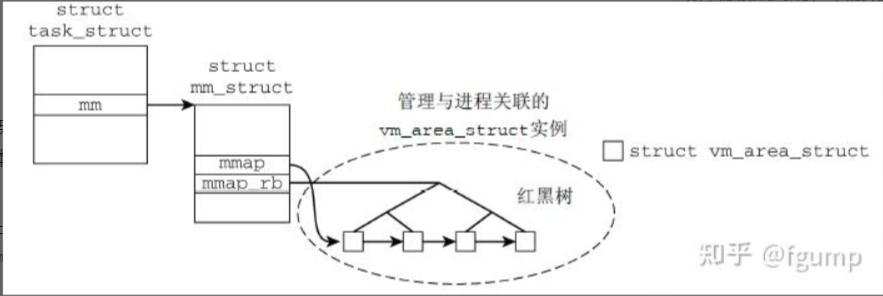 struct
task_struct
mm
struct
mm_struct
mmap
mmap_rb
管理与进程关联的
vm_area_struct实例
红黑树
struct vm_area_struct
知乎 @fgump